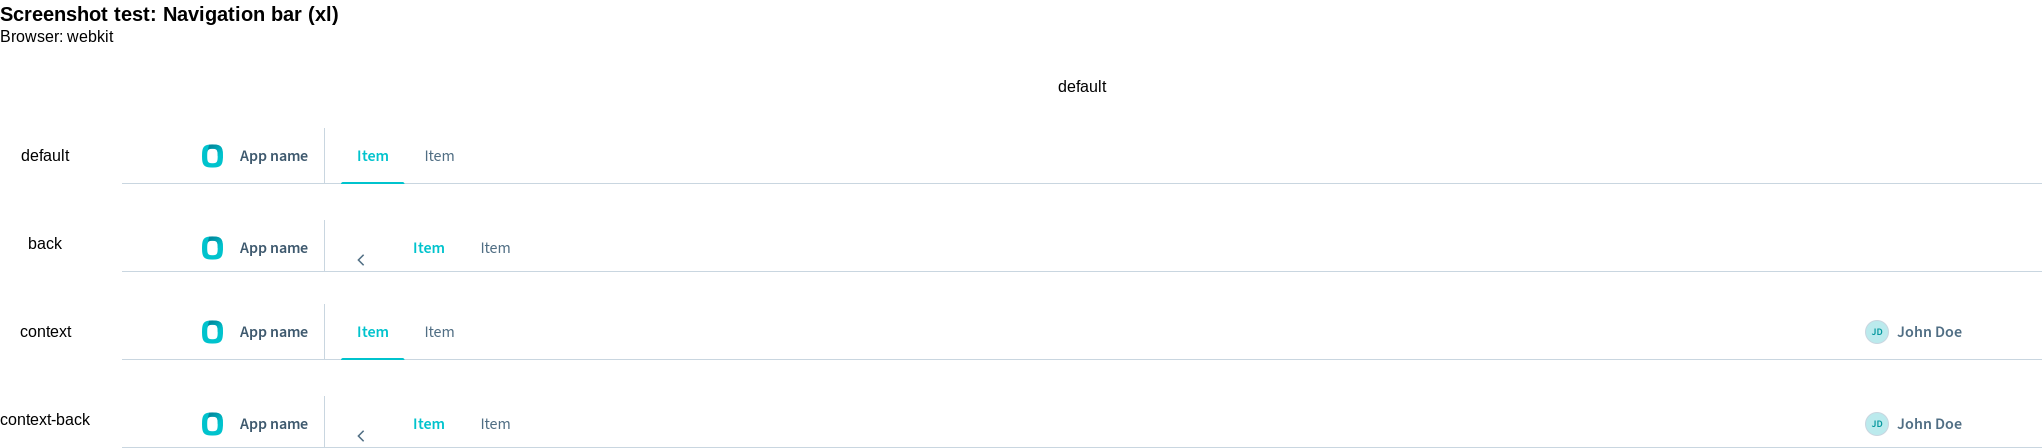 Screenshot test: Navigation bar (xl)
Browser: webkit
default
default App name Item Item
back App name Item Item
context App name Item Item JD John Doe
context-back App name Item Item JD John Doe